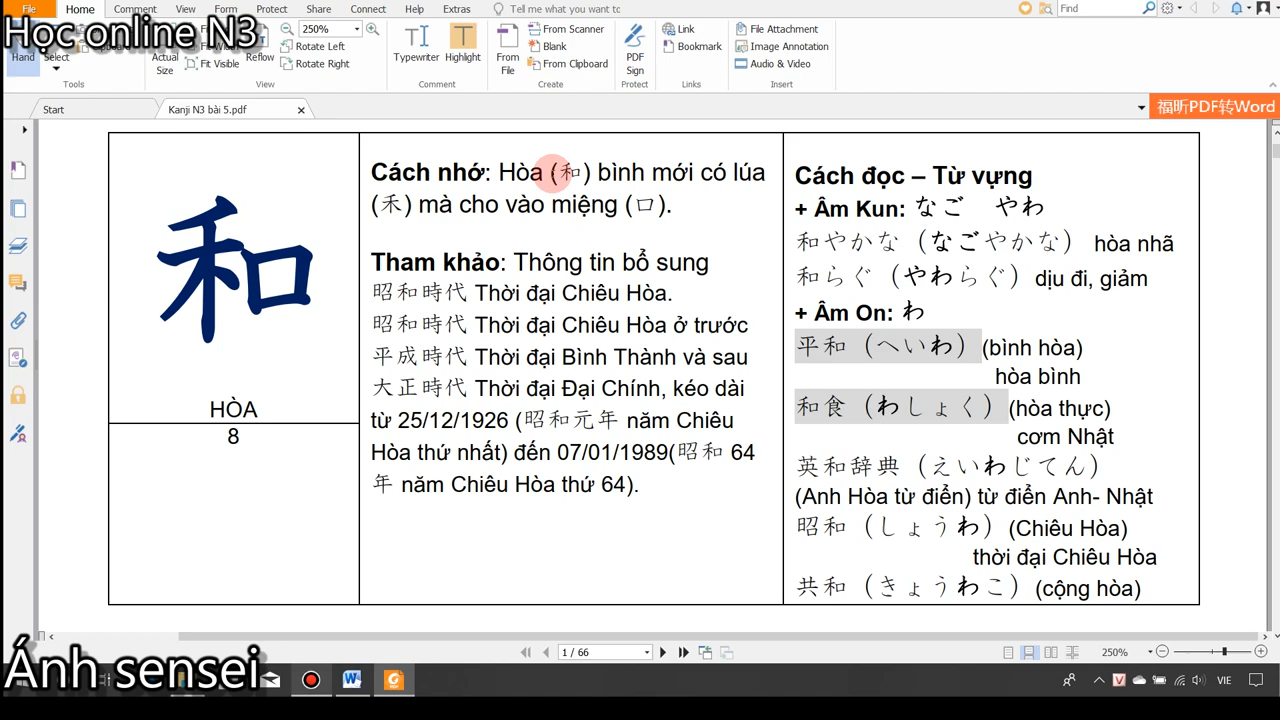 File Home Comment View Form Protect Share Connect Help Extras Tell me what you want tc Find
Học online N3
Hand Select
Actual Size
Fit Visible
Reflow
250%
Rotate Left
Rotate Right
Typewriter Highlight
From File
From Scanner
Blank
From Clipboard
PDF Sign
Link
Bookmark
File Attachment
Image Annotation
Audio & Video
Tools View Comment Create Protect Links Insert
Start Kanji N3 bài 5.pdf
福昕PDF转Word
和
HÒA
8
Cách nhớ: Hòa (和) bình mới có lúa
(禾) mà cho vào miệng (口).
Tham khảo: Thông tin bổ sung
昭和時代 Thời đại Chiêu Hòa.
昭和時代 Thời đại Chiêu Hòa ở trước
平成時代 Thời đại Bình Thành và sau
大正時代 Thời đại Đại Chính, kéo dài
từ 25/12/1926 (昭和元年 năm Chiêu
Hòa thứ nhất) đến 07/01/1989(昭和 64
年 năm Chiêu Hòa thứ 64).
Cách đọc – Từ vựng
+ Âm Kun: なご やわ
和やかな（なごやかな） hòa nhã
和らぐ（やわらぐ） dịu đi, giảm
+ Âm On: わ
平和（へいわ） (bình hòa)
hòa bình
和食（わしょく） (hòa thực)
cơm Nhật
英和辞典（えいわじてん）
(Anh Hòa từ điển) từ điển Anh- Nhật
昭和（しょうわ） (Chiêu Hòa)
thời đại Chiêu Hòa
共和（きょうわこ） (cộng hòa)
1 / 66
250%
Ánh sensei
VIE